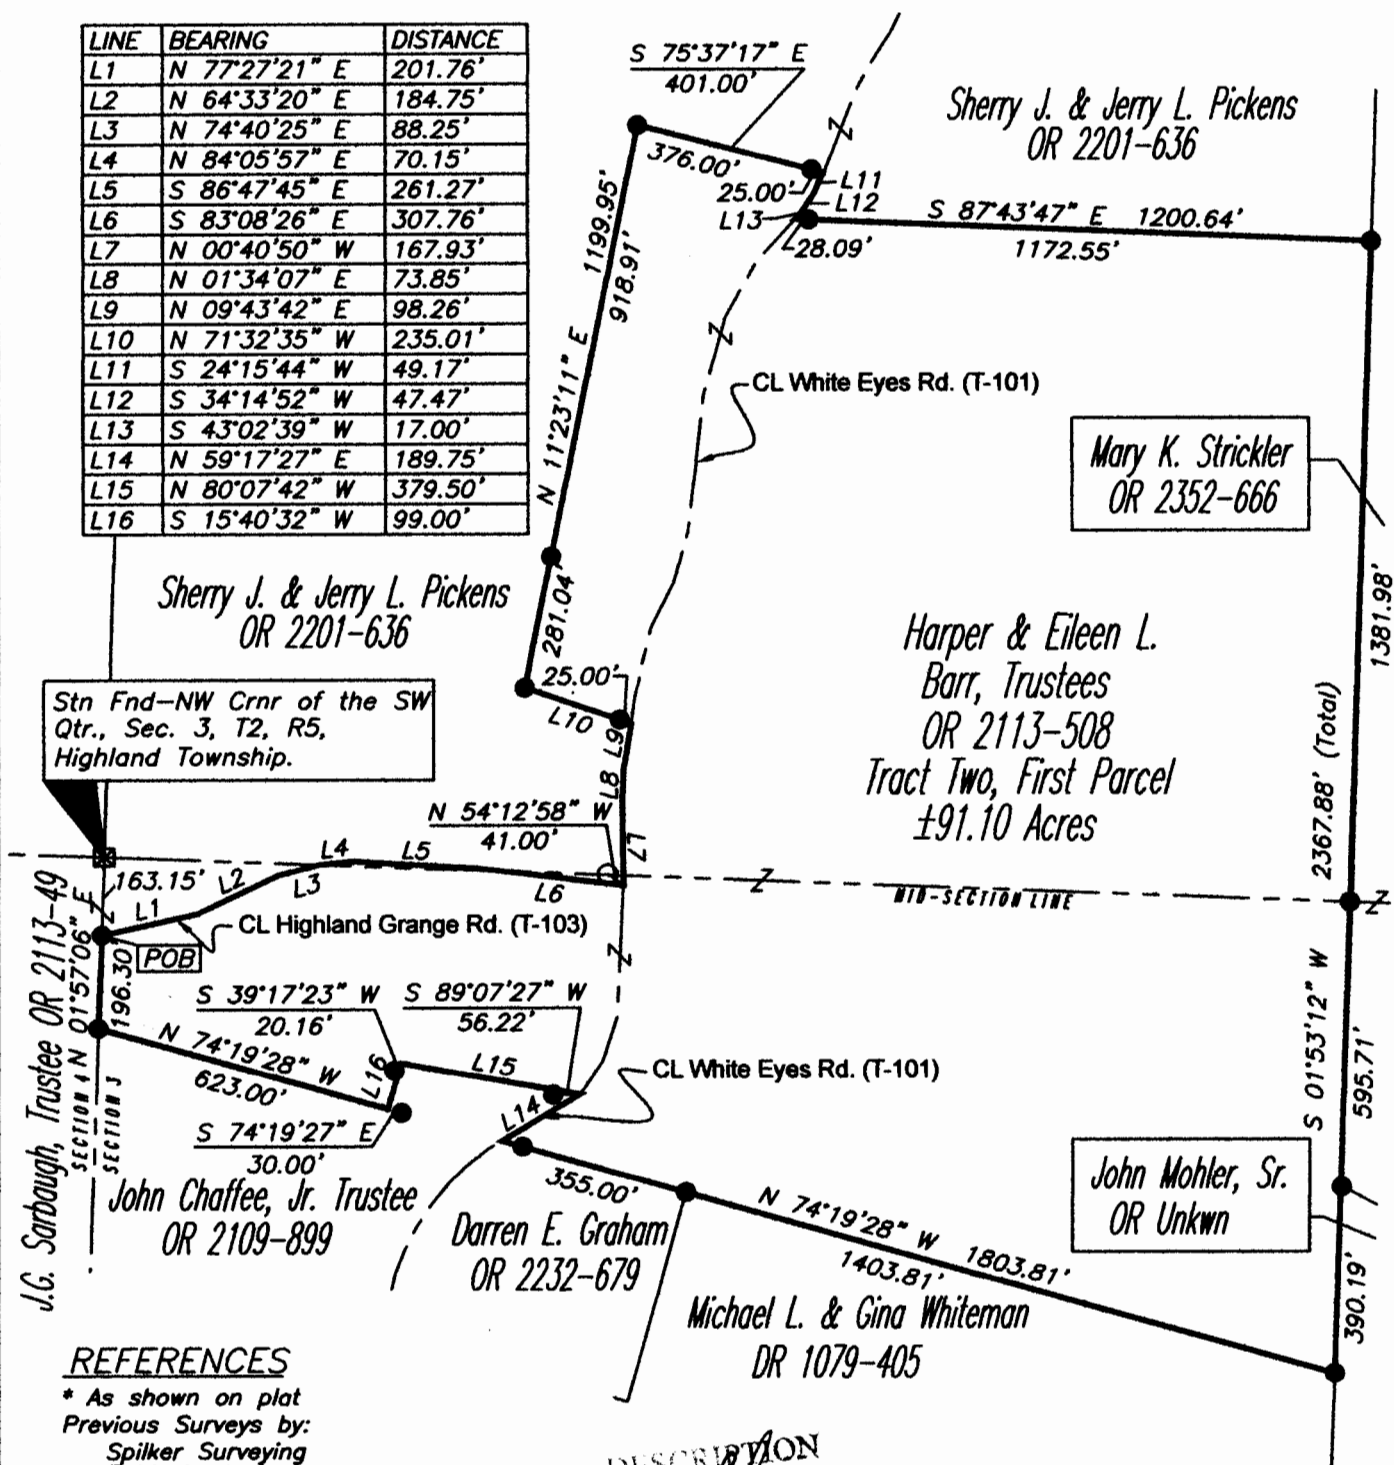 LINE BEARING DISTANCE
L1 N 77°27'21" E 201.76'
L2 N 64°33'20" E 184.75'
L3 N 74°40'25" E 88.25'
L4 N 84°05'57" E 70.15'
L5 S 86°47'45" E 261.27'
L6 S 83°08'26" E 307.76'
L7 N 00°40'50" W 167.93'
L8 N 01°34'07" E 73.85'
L9 N 09°43'42" E 98.26'
L10 N 71°32'35" W 235.01'
L11 S 24°15'44" W 49.17'
L12 S 34°14'52" W 47.47'
L13 S 43°02'39" W 17.00'
L14 N 59°17'27" E 189.75'
L15 N 80°07'42" W 379.50'
L16 S 15°40'32" W 99.00'
S 75°37'17" E
401.00'
376.00'
25.00'
L11
L12
L13
28.09'
Sherry J. & Jerry L. Pickens
OR 2201-636
S 87°43'47" E 1200.64'
1172.55'
N 11°23'11" E 1199.95'
918.91'
281.04'
CL White Eyes Rd. (T-101)
Mary K. Strickler
OR 2352-666
1381.98'
Sherry J. & Jerry L. Pickens
OR 2201-636
Harper & Eileen L.
Barr, Trustees
OR 2113-508
Tract Two, First Parcel
±91.10 Acres
2367.88' (Total)
25.00'
L10
L9
L8
L7
Stn Fnd-NW Crnr of the SW
Qtr., Sec. 3, T2, R5,
Highland Township.
N 54°12'58" W
41.00'
163.15'
L1
L2
L3
L4
L5
L6
MID-SECTION LINE
CL Highland Grange Rd. (T-103)
POB
N 01°57'06" E
196.30'
J.G. Sarbaugh, Trustee OR 2113-49
SECTION 4
SECTION 3
S 39°17'23" W
20.16'
S 89°07'27" W
56.22'
N 74°19'28" W
623.00'
L16
L15
L14
CL White Eyes Rd. (T-101)
S 74°19'27" E
30.00'
S 01°53'12" W
595.71'
John Chaffee, Jr. Trustee
OR 2109-899
355.00'
Darren E. Graham
OR 2232-679
N 74°19'28" W 1803.81'
1403.81'
John Mohler, Sr.
OR Unkwn
390.19'
Michael L. & Gina Whiteman
DR 1079-405
REFERENCES
* As shown on plat
Previous Surveys by:
Spilker Surveying
DESCRIPTION